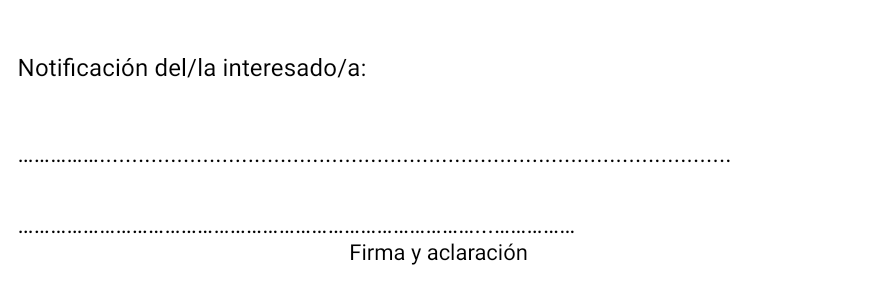 Notificación del/la interesado/a:
……………..................................................................................................
…………………………………………………………………………...……………
Firma y aclaración